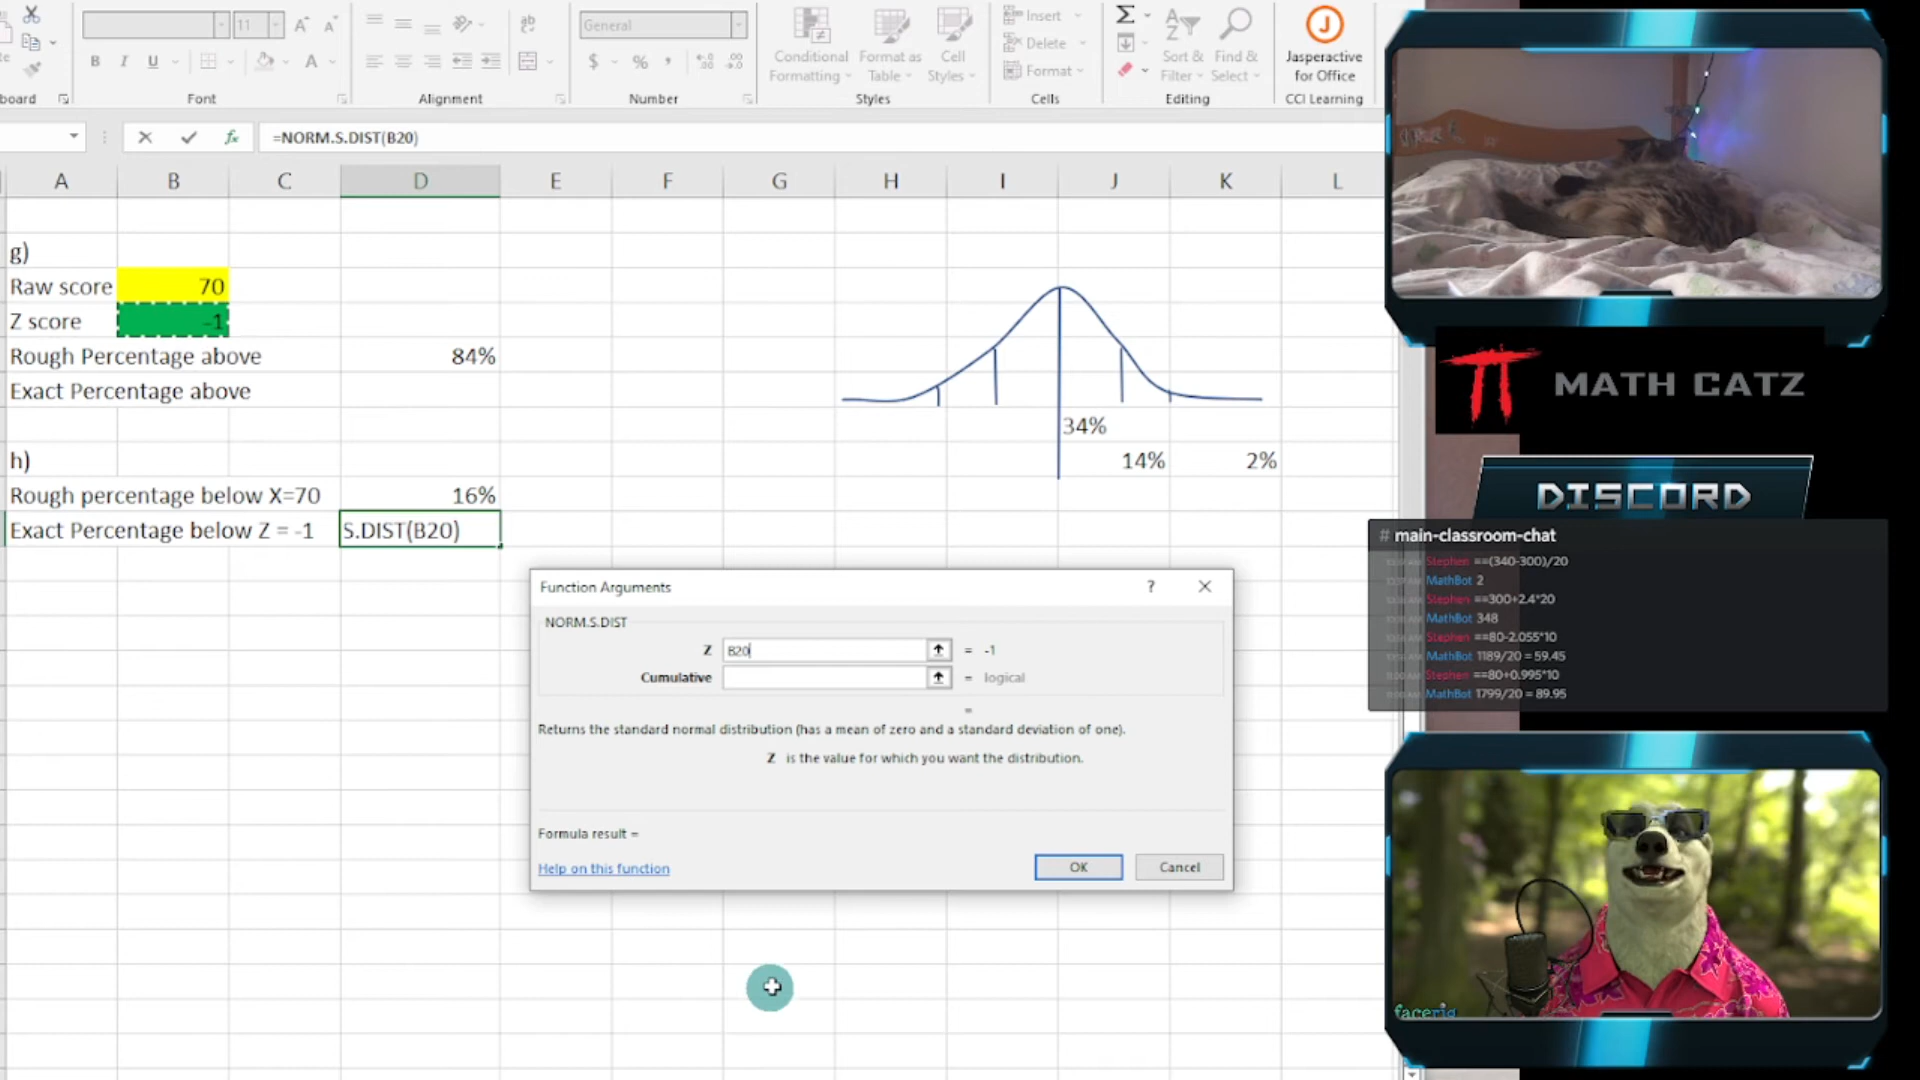 11
General
Conditional Formatting
Format as Table
Cell Styles
Insert
Delete
Format
Sort & Filter
Find & Select
Jasperactive for Office
board
Font
Alignment
Number
Styles
Cells
Editing
CCI Learning
=NORM.S.DIST(B20)
A B C D E F G H I J K L
g)
Raw score 70
Z score -1
Rough Percentage above 84%
Exact Percentage above
34%
14% 2%
h)
Rough percentage below X=70 16%
Exact Percentage below Z = -1 S.DIST(B20)
Function Arguments
NORM.S.DIST
Z B20 = -1
Cumulative = logical
=
Returns the standard normal distribution (has a mean of zero and a standard deviation of one).
Z is the value for which you want the distribution.
Formula result =
Help on this function
OK Cancel
MATH CATZ
DISCORD
# main-classroom-chat
Stephen ==(340-300)/20
MathBot 2
Stephen ==300+2.4*20
MathBot 348
Stephen ==80-2.055*10
MathBot 1189/20 = 59.45
Stephen ==80+0.995*10
MathBot 1799/20 = 89.95
facerig